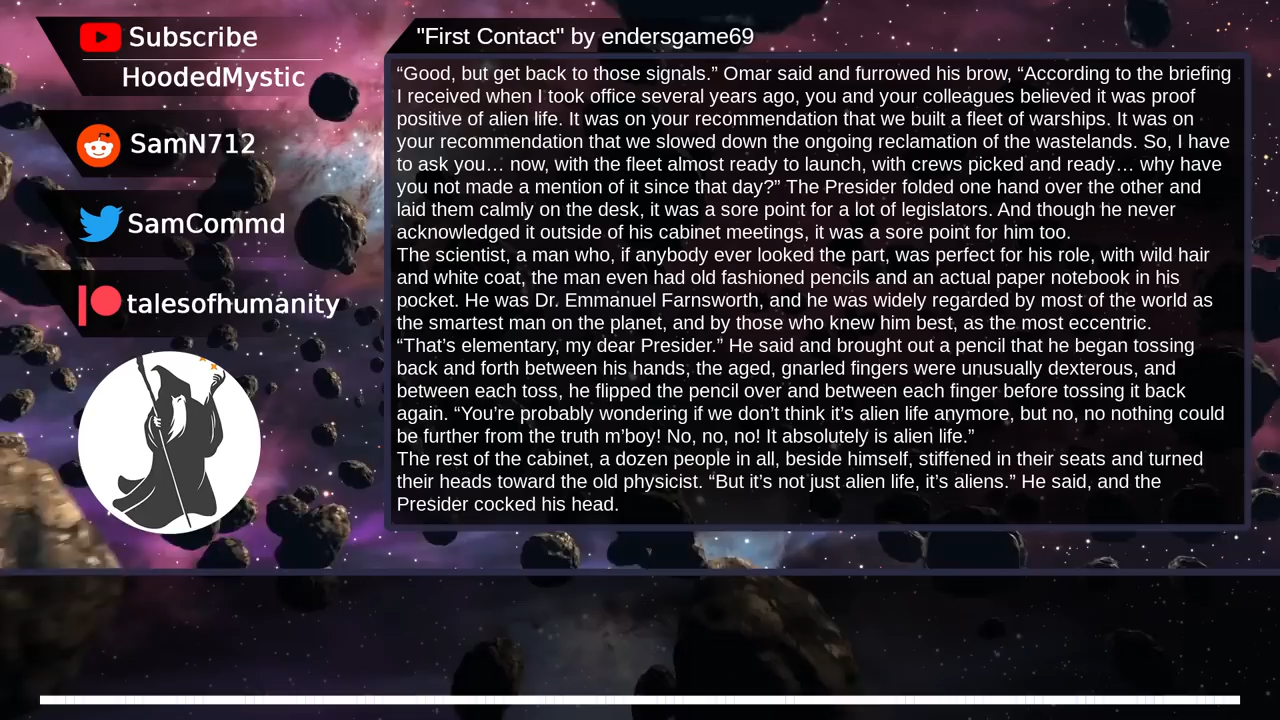 Subscribe
HoodedMystic
SamN712
SamCommd
talesofhumanity
"First Contact" by endersgame69
“Good, but get back to those signals.” Omar said and furrowed his brow, “According to the briefing
I received when I took office several years ago, you and your colleagues believed it was proof
positive of alien life. It was on your recommendation that we built a fleet of warships. It was on
your recommendation that we slowed down the ongoing reclamation of the wastelands. So, I have
to ask you… now, with the fleet almost ready to launch, with crews picked and ready… why have
you not made a mention of it since that day?” The Presider folded one hand over the other and
laid them calmly on the desk, it was a sore point for a lot of legislators. And though he never
acknowledged it outside of his cabinet meetings, it was a sore point for him too.
The scientist, a man who, if anybody ever looked the part, was perfect for his role, with wild hair
and white coat, the man even had old fashioned pencils and an actual paper notebook in his
pocket. He was Dr. Emmanuel Farnsworth, and he was widely regarded by most of the world as
the smartest man on the planet, and by those who knew him best, as the most eccentric.
“That’s elementary, my dear Presider.” He said and brought out a pencil that he began tossing
back and forth between his hands, the aged, gnarled fingers were unusually dexterous, and
between each toss, he flipped the pencil over and between each finger before tossing it back
again. “You’re probably wondering if we don’t think it’s alien life anymore, but no, no nothing could
be further from the truth m’boy! No, no, no! It absolutely is alien life.”
The rest of the cabinet, a dozen people in all, beside himself, stiffened in their seats and turned
their heads toward the old physicist. “But it’s not just alien life, it’s aliens.” He said, and the
Presider cocked his head.